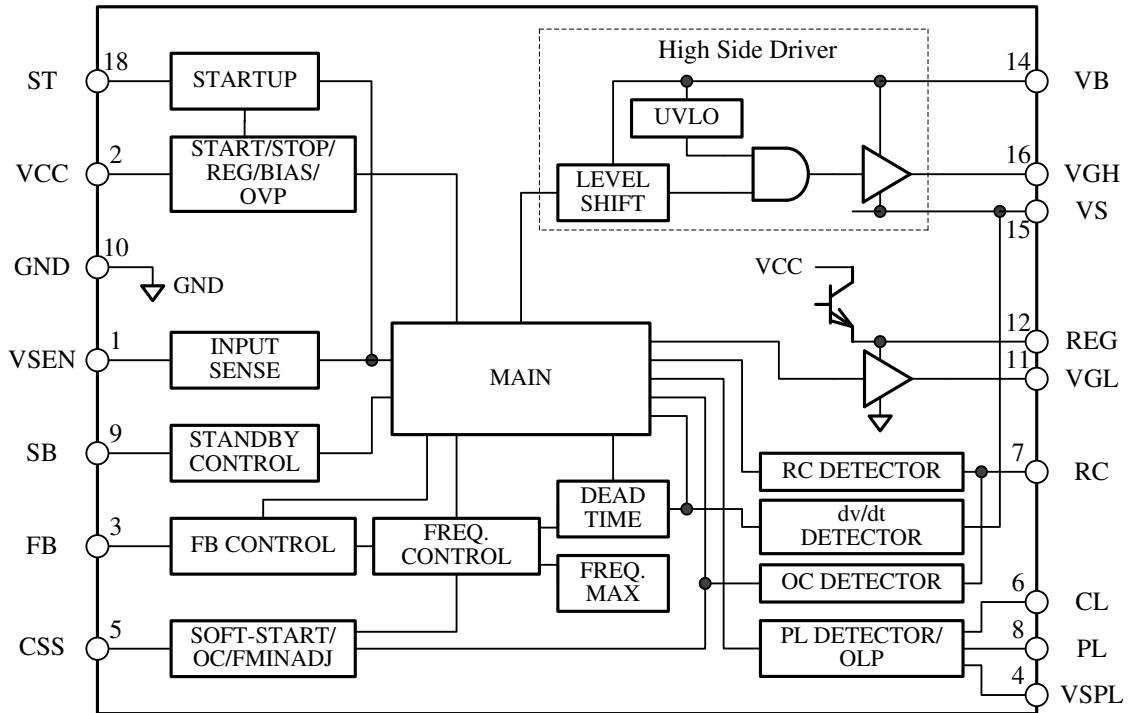 High Side Driver
18
ST
STARTUP
14
VB
UVLO
2
VCC
START/STOP/
REG/BIAS/
OVP
16
VGH
LEVEL
SHIFT
VS
15
10
GND
GND
VCC
1
VSEN
INPUT
SENSE
MAIN
12
REG
11
VGL
9
SB
STANDBY
CONTROL
7
RC
RC DETECTOR
DEAD
TIME
dv/dt
DETECTOR
3
FB
FB CONTROL
FREQ.
CONTROL
FREQ.
MAX
OC DETECTOR
6
CL
5
CSS
SOFT-START/
OC/FMINADJ
PL DETECTOR/
OLP
8
PL
4
VSPL